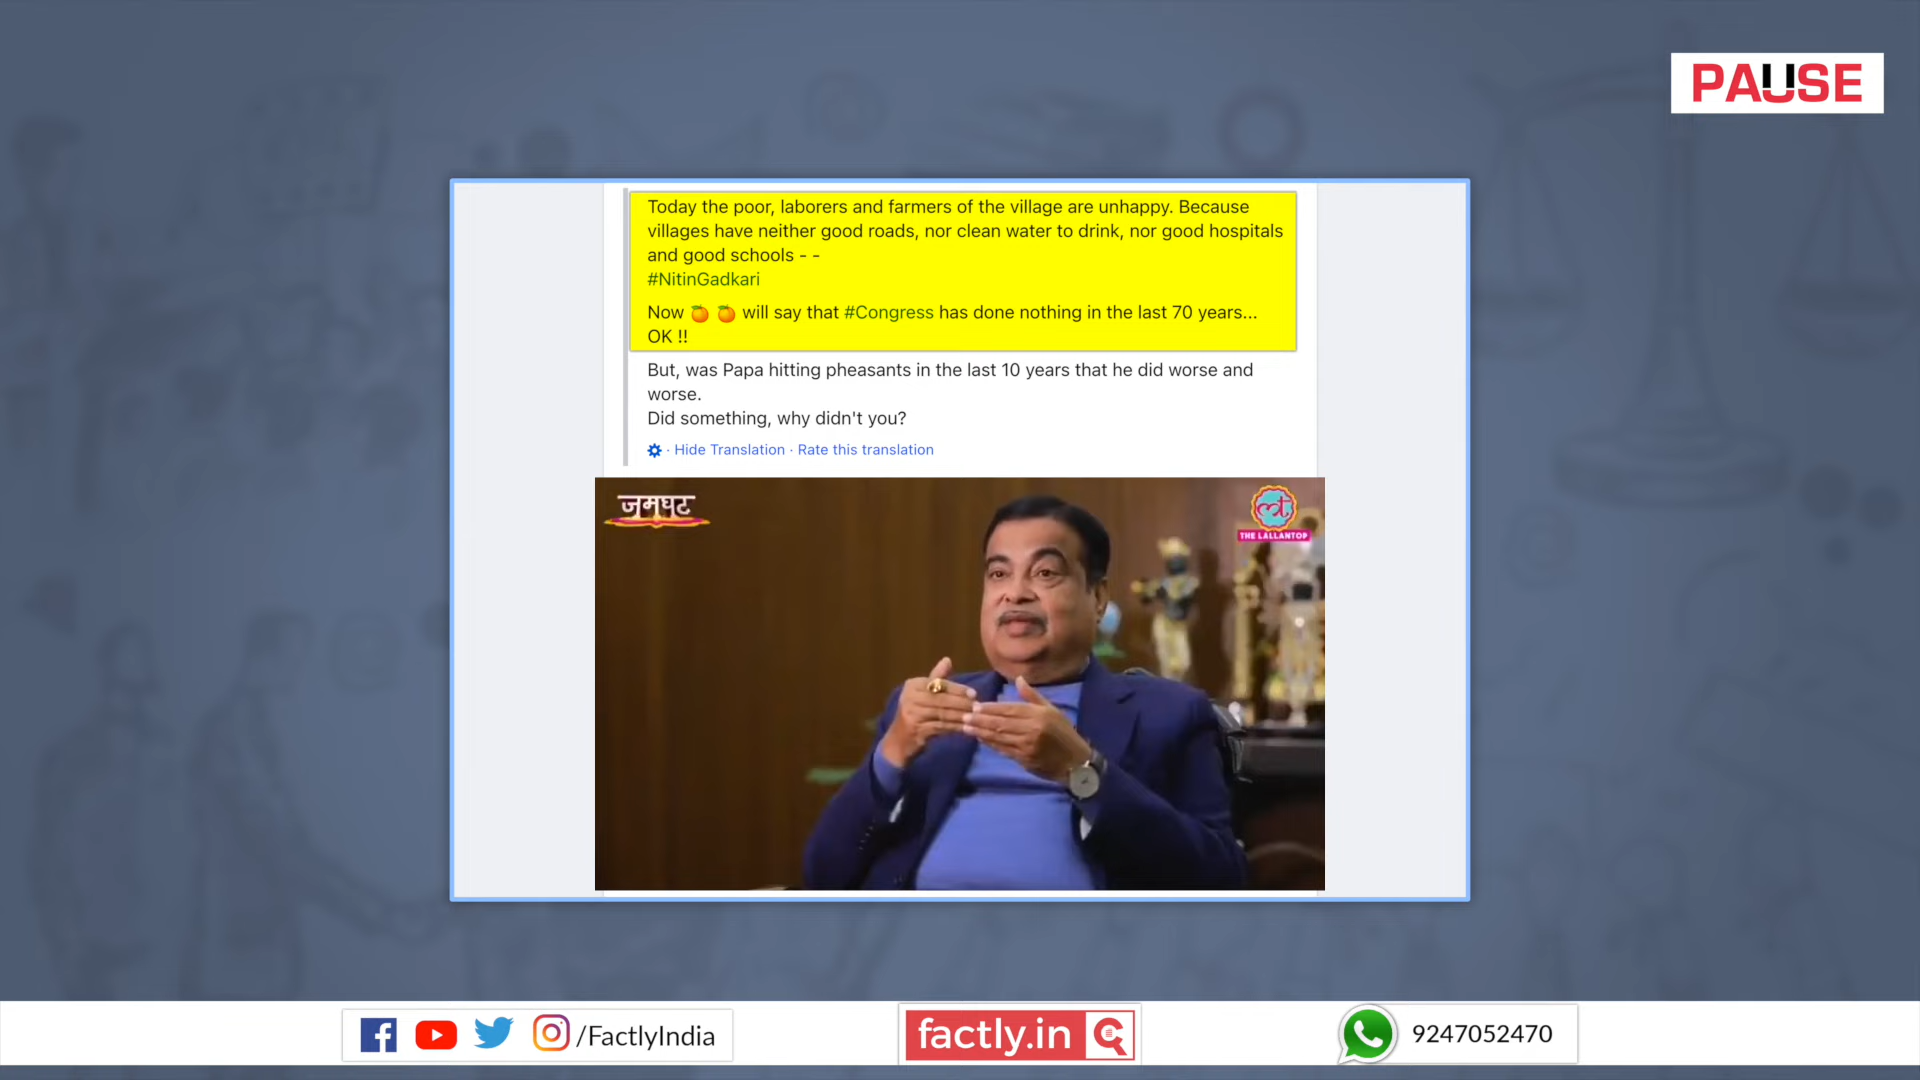 PAUSE
Today the poor, laborers and farmers of the village are unhappy. Because
villages have neither good roads, nor clean water to drink, nor good hospitals
and good schools - -
#NitinGadkari
Now 🍊 🍊 will say that #Congress has done nothing in the last 70 years...
OK !!
But, was Papa hitting pheasants in the last 10 years that he did worse and
worse.
Did something, why didn't you?
· Hide Translation · Rate this translation
जमघट
लT
THE LALLANTOP
/FactlyIndia
factly.in
9247052470